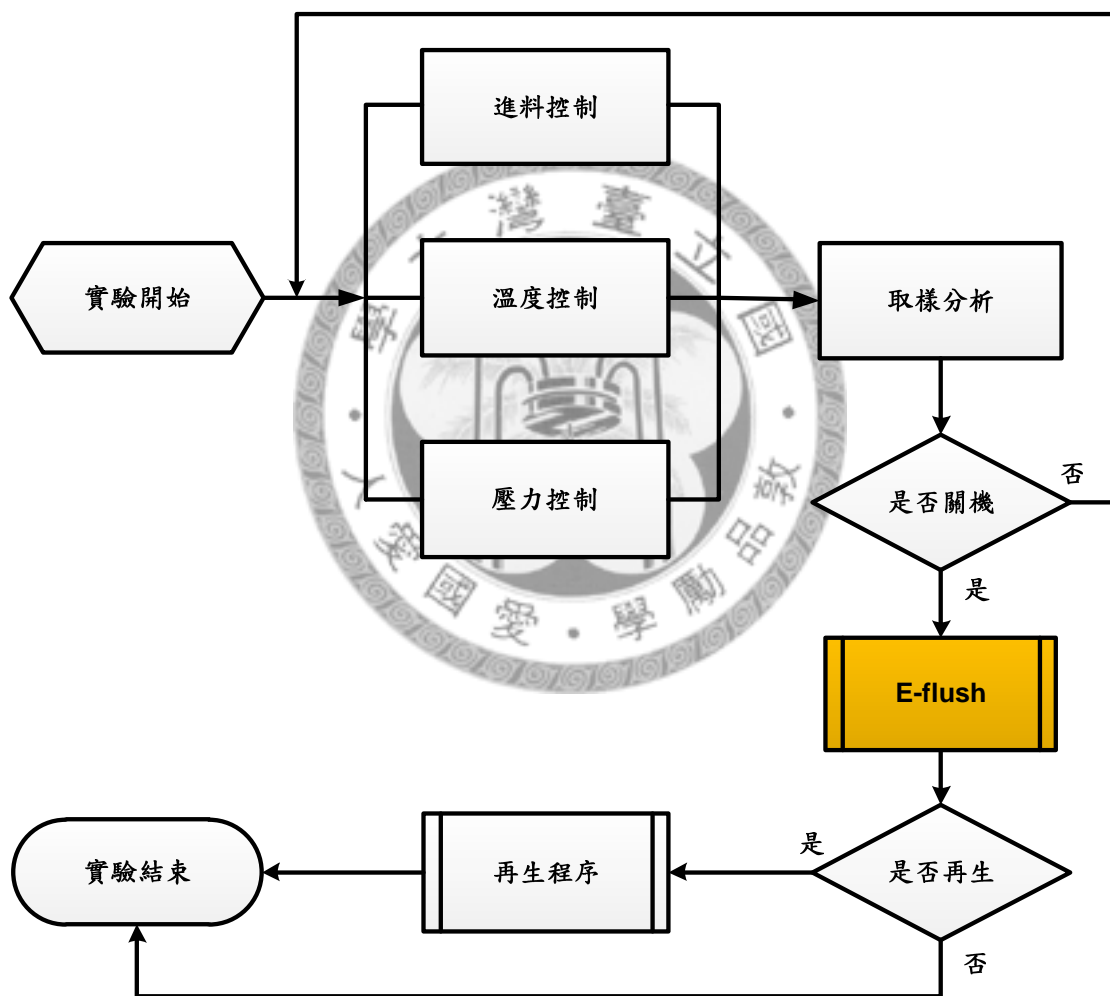 進料控制
實驗開始
溫度控制
取樣分析
壓力控制
是否關機
否
是
E-flush
實驗結束
再生程序
是
是否再生
否